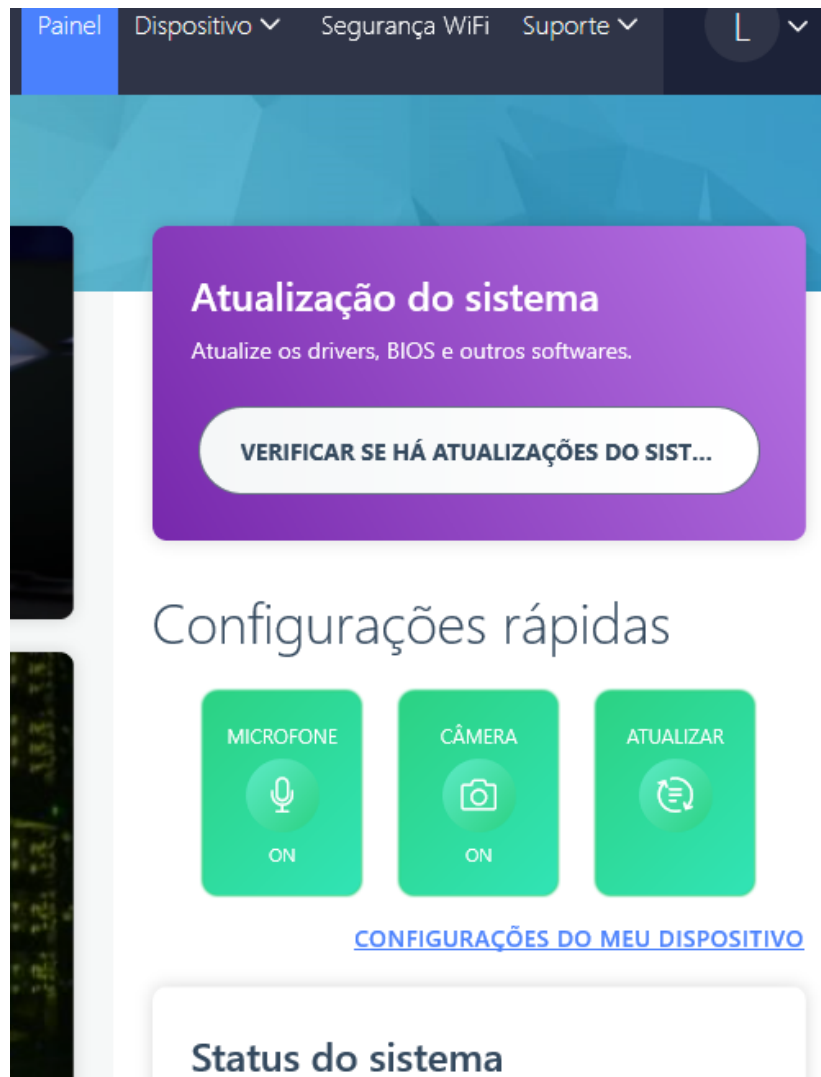 Painel Dispositivo Segurança WiFi Suporte L
Atualização do sistema
Atualize os drivers, BIOS e outros softwares.
VERIFICAR SE HÁ ATUALIZAÇÕES DO SIST...
Configurações rápidas
MICROFONE CÂMERA ATUALIZAR
ON ON
CONFIGURAÇÕES DO MEU DISPOSITIVO
Status do sistema